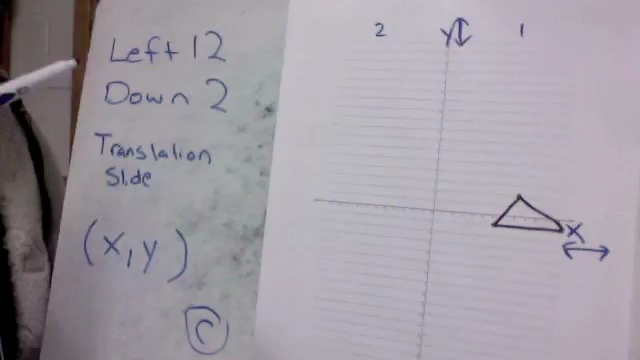 Left 12
Down 2
Translation
Slide
(x,y)
C
2 Y 1
X